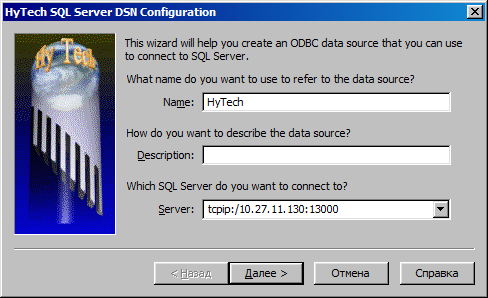 HyTech SQL Server DSN Configuration
Hy Tech
This wizard will help you create an ODBC data source that you can use
to connect to SQL Server.
What name do you want to use to refer to the data source?
Name: HyTech
How do you want to describe the data source?
Description:
Which SQL Server do you want to connect to?
Server: tcpip:/10.27.11.130:13000
< Назад Далее > Отмена Справка